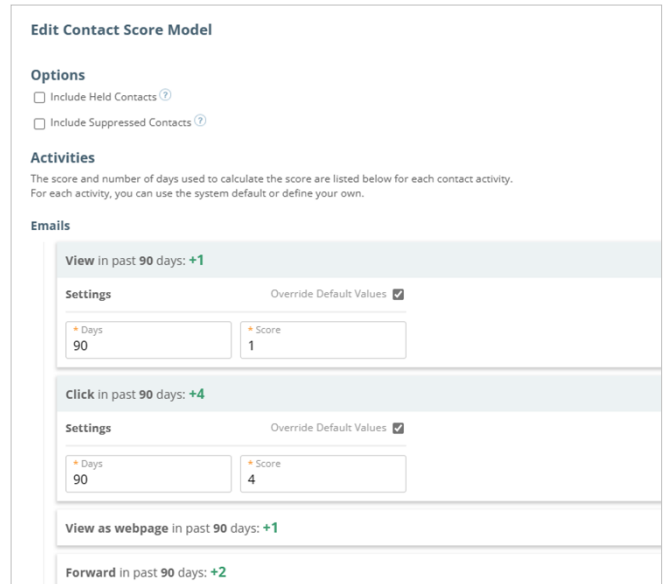 Edit Contact Score Model
Options
Include Held Contacts ?
Include Suppressed Contacts ?
Activities
The score and number of days used to calculate the score are listed below for each contact activity.
For each activity, you can use the system default or define your own.
Emails
View in past 90 days: +1
Settings Override Default Values
* Days * Score
90 1
Click in past 90 days: +4
Settings Override Default Values
* Days * Score
90 4
View as webpage in past 90 days: +1
Forward in past 90 days: +2